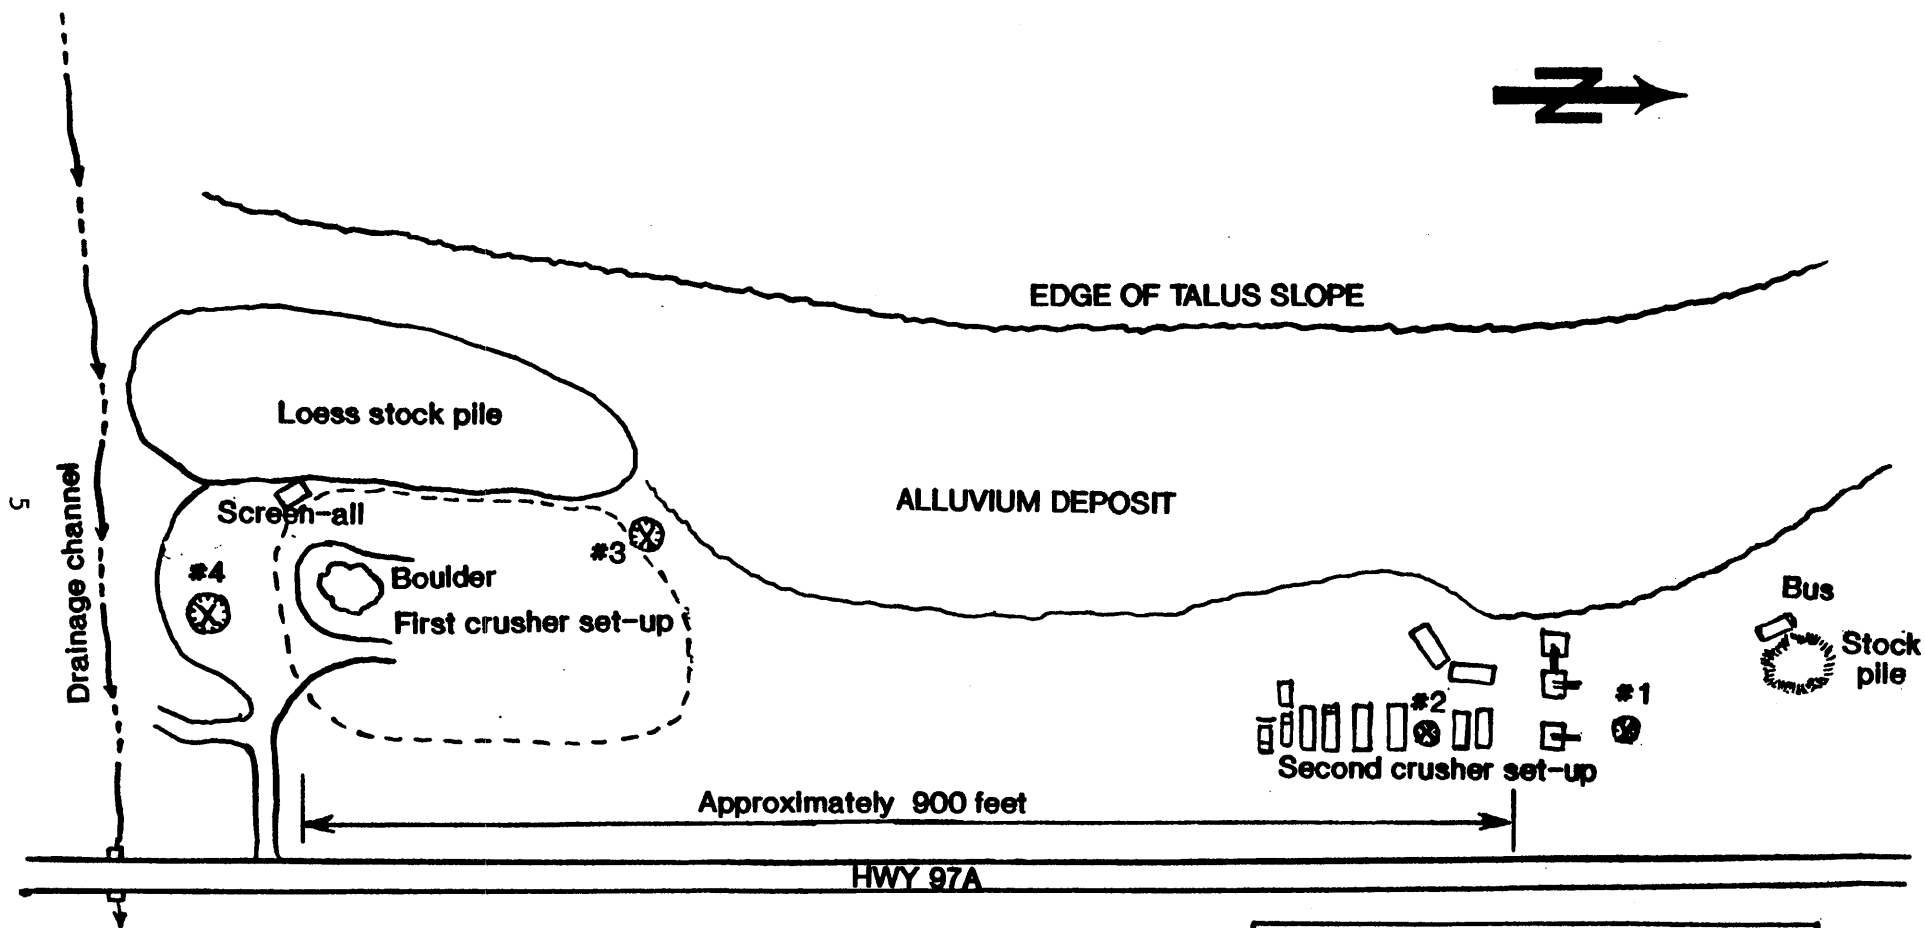 N
EDGE OF TALUS SLOPE
Loess stock pile
ALLUVIUM DEPOSIT
5
Drainage channel
Screen-all
#3
#4
Boulder
First crusher set-up
Bus
Stock
pile
#2
#1
Second crusher set-up
Approximately 900 feet
HWY 97A